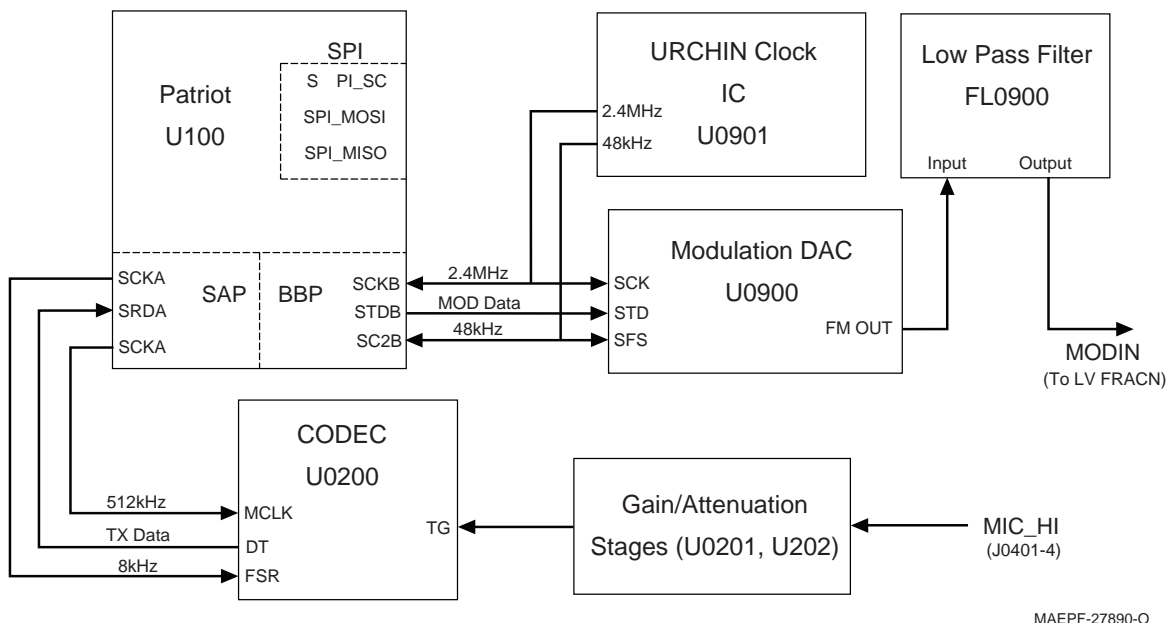 SPI
S PI_SC
SPI_MOSI
SPI_MISO
Patriot
U100
SCKA
SRDA
SCKA
SAP
BBP
SCKB
STDB
SC2B
2.4MHz
MOD Data
48kHz
URCHIN Clock
IC
U0901
2.4MHz
48kHz
Low Pass Filter
FL0900
Input
Output
Modulation DAC
U0900
SCK
STD
SFS
FM OUT
MODIN
(To LV FRACN)
CODEC
U0200
512kHz
MCLK
TX Data
DT
8kHz
FSR
TG
Gain/Attenuation
Stages (U0201, U202)
MIC_HI
(J0401-4)
MAEPF-27890-O